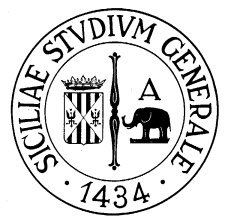 SICILIAE STVDIVM GENERALE
A
· 1434 ·